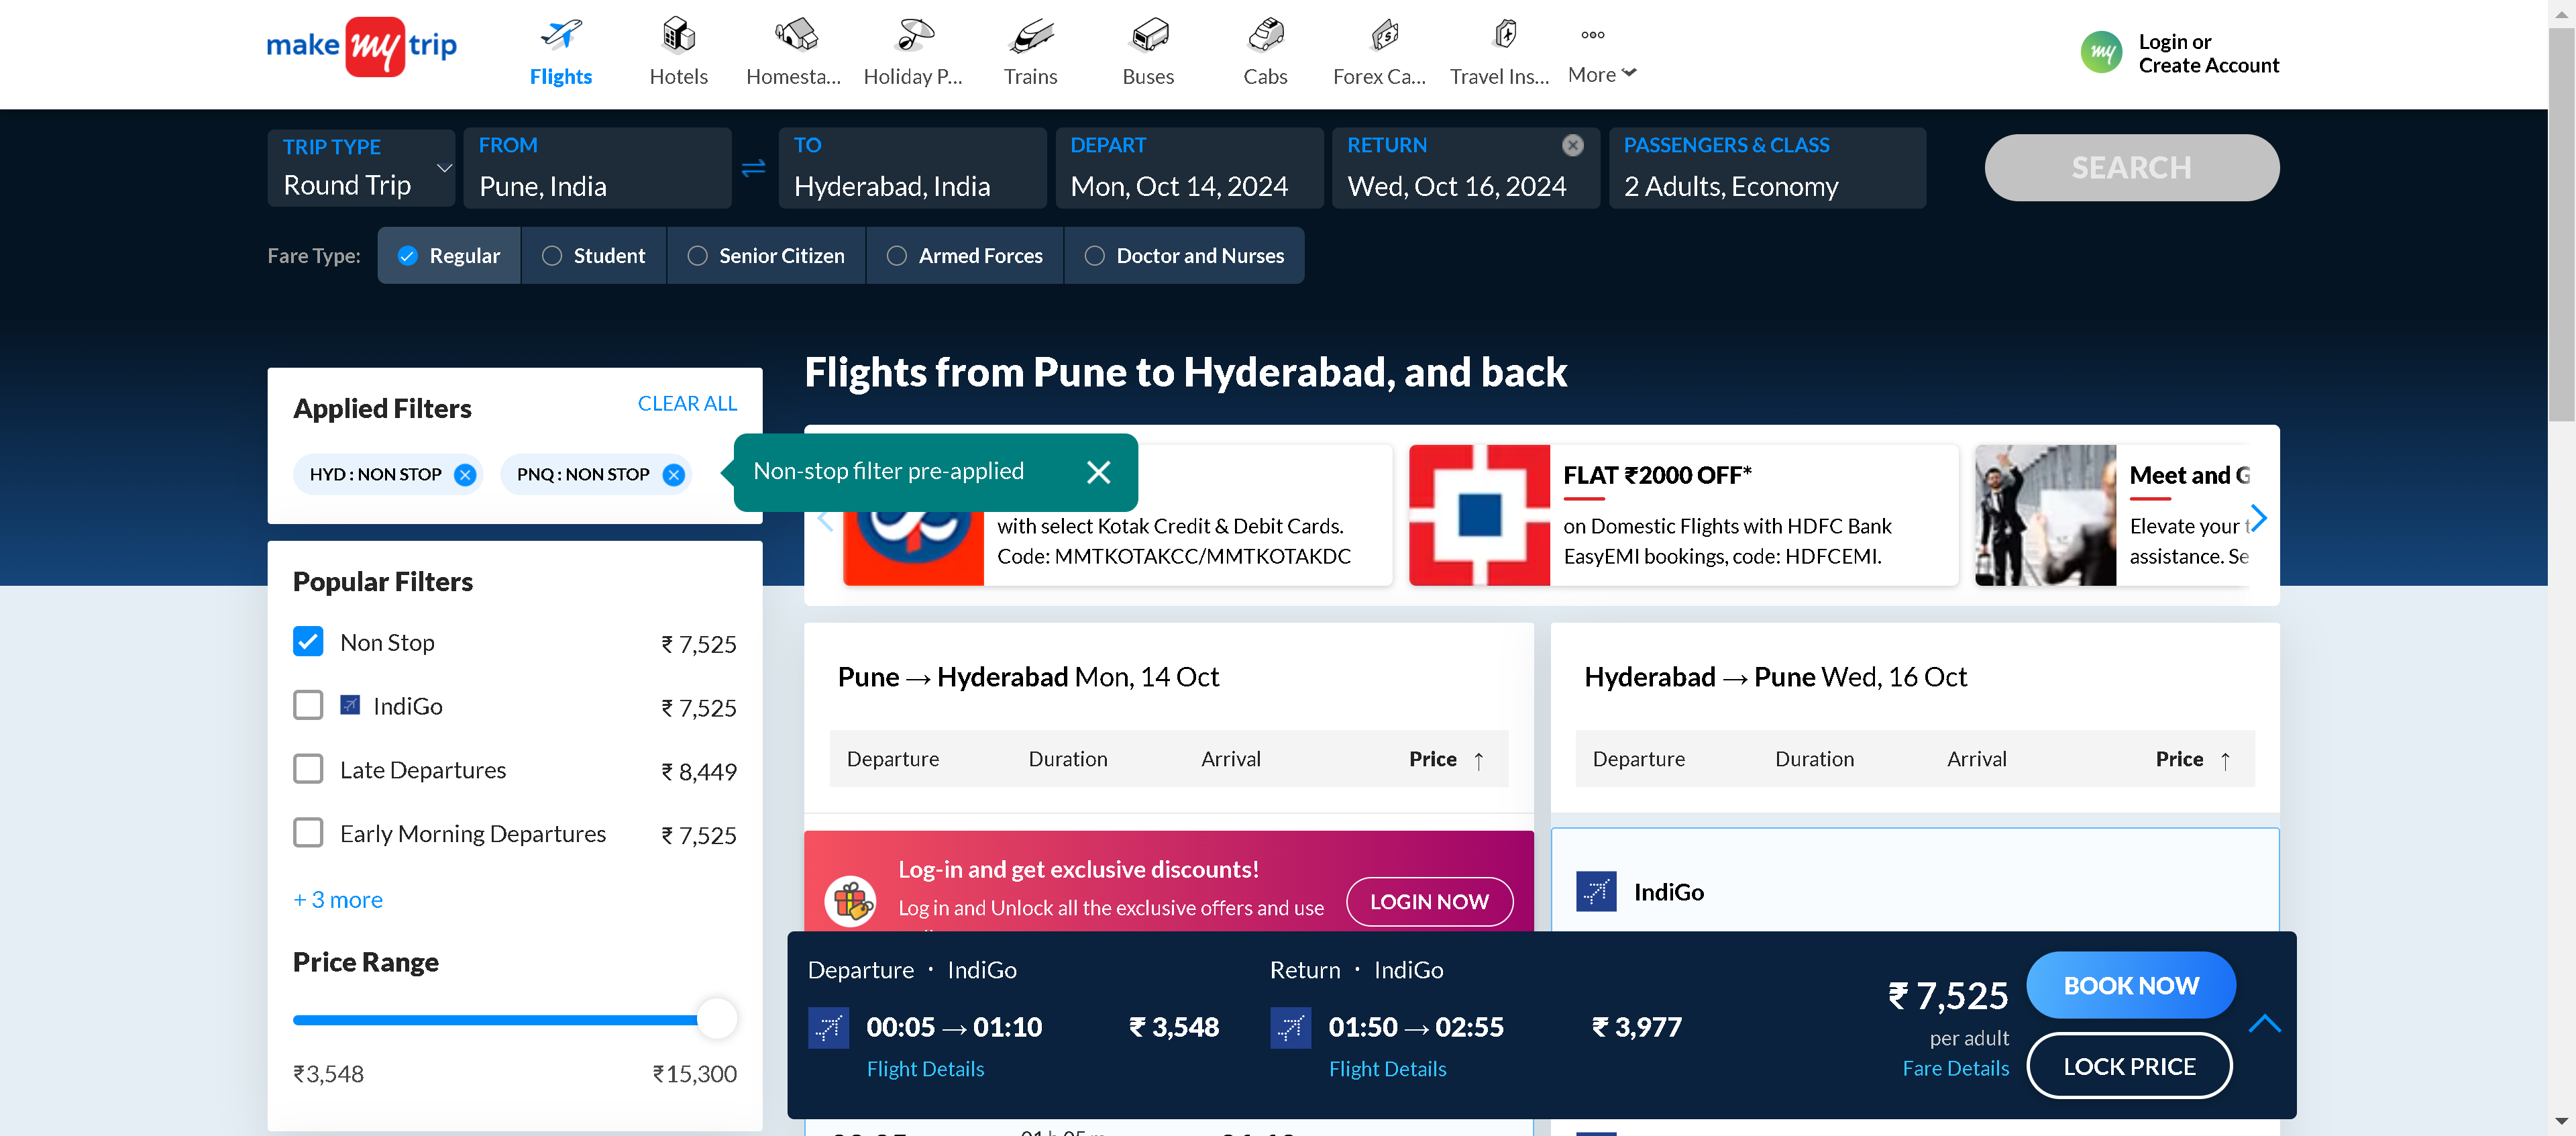 make my trip
Flights
Hotels
Homesta...
Holiday P...
Trains
Buses
Cabs
Forex Ca...
Travel Ins...
More
my
Login or
Create Account
TRIP TYPE
Round Trip
FROM
Pune, India
TO
Hyderabad, India
DEPART
Mon, Oct 14, 2024
RETURN
Wed, Oct 16, 2024
PASSENGERS & CLASS
2 Adults, Economy
SEARCH
Fare Type:
Regular
Student
Senior Citizen
Armed Forces
Doctor and Nurses
Applied Filters
CLEAR ALL
HYD : NON STOP
PNQ : NON STOP
Non-stop filter pre-applied
Popular Filters
Non Stop ₹ 7,525
IndiGo ₹ 7,525
Late Departures ₹ 8,449
Early Morning Departures ₹ 7,525
+ 3 more
Price Range
₹3,548 ₹15,300
Flights from Pune to Hyderabad, and back
with select Kotak Credit & Debit Cards.
Code: MMTKOTAKCC/MMTKOTAKDC
FLAT ₹2000 OFF*
on Domestic Flights with HDFC Bank
EasyEMI bookings, code: HDFCEMI.
Meet and G
Elevate your t
assistance. Se
Pune → Hyderabad Mon, 14 Oct
Departure Duration Arrival Price ↑
Log-in and get exclusive discounts!
Log in and Unlock all the exclusive offers and use
LOGIN NOW
Hyderabad → Pune Wed, 16 Oct
Departure Duration Arrival Price ↑
IndiGo
Departure · IndiGo
00:05 → 01:10 ₹ 3,548
Flight Details
Return · IndiGo
01:50 → 02:55 ₹ 3,977
Flight Details
₹ 7,525
per adult
Fare Details
BOOK NOW
LOCK PRICE